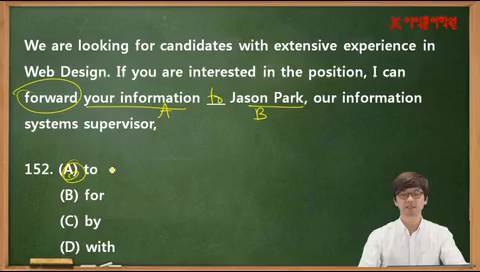 We are looking for candidates with extensive experience in
Web Design. If you are interested in the position, I can
forward your information to Jason Park, our information
A B
systems supervisor,
152. (A) to
(B) for
(C) by
(D) with